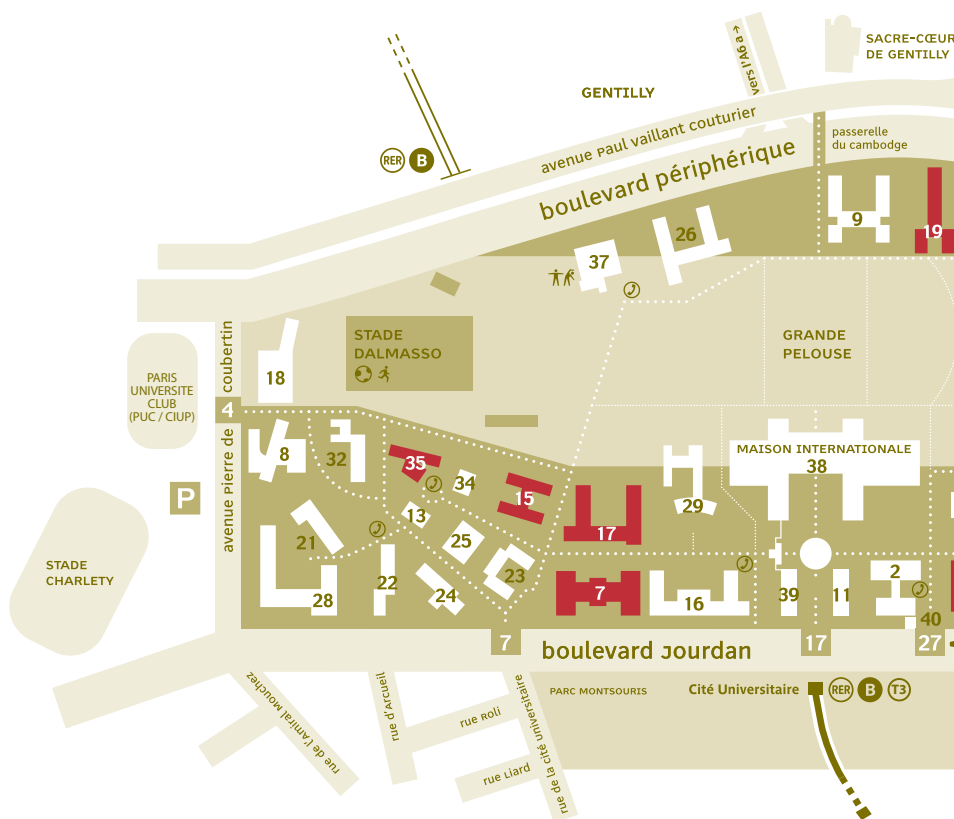 SACRE-CŒUR
DE GENTILLY
vers l'A6a →
GENTILLY
avenue Paul vaillant couturier
passerelle
du cambodge
RER B
boulevard périphérique
9
19
26
37
STADE
DALMASSO
GRANDE
PELOUSE
18
PARIS
UNIVERSITE
CLUB
(PUC / CIUP)
avenue Pierre de coubertin
4
8
32
35
34
15
MAISON INTERNATIONALE
38
29
P
13
17
21
25
23
STADE
CHARLETY
28
22
24
7
16
39
11
2
40
7
boulevard Jourdan
17
27
PARC MONTSOURIS
Cité Universitaire
RER B T3
rue de l'Amiral Mouchez
rue d'Arcueil
rue Roli
rue Liard
rue de la cité universitaire